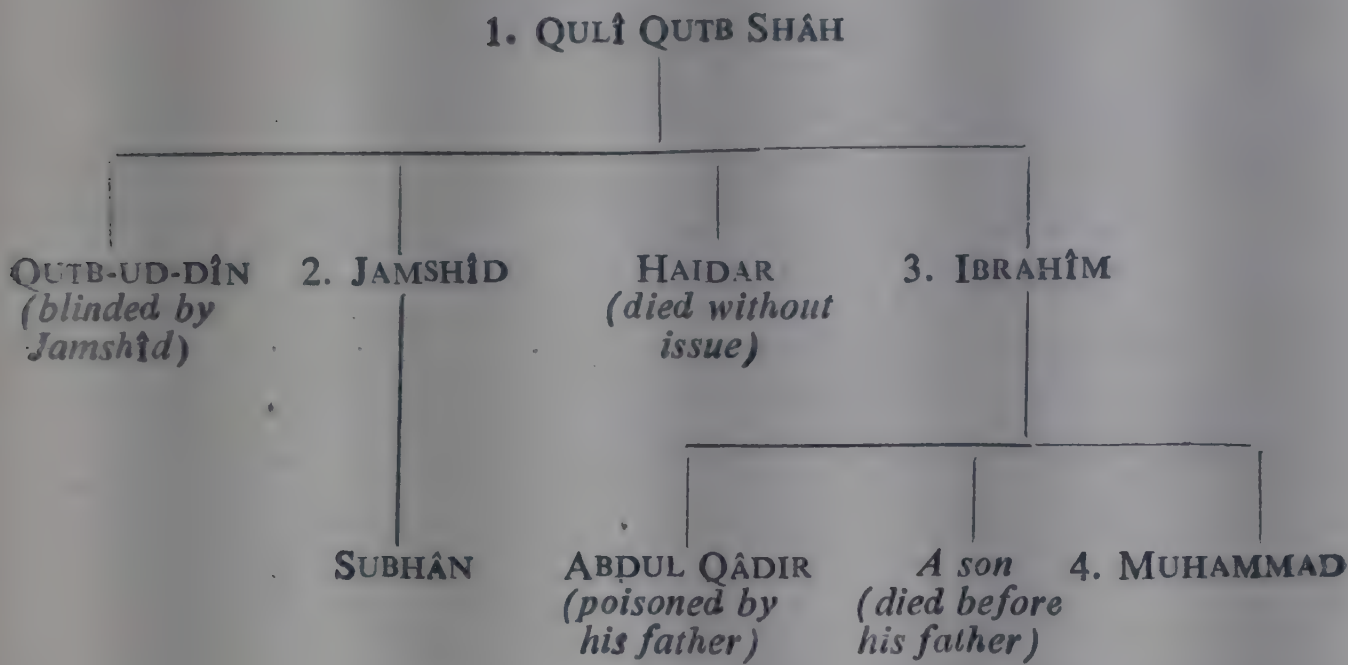 1. QULÎ QUTB SHÂH
QUTB-UD-DÎN 2. JAMSHÎD HAIDAR 3. IBRAHÎM
(blinded by (died without
Jamshîd) issue)
SUBHÂN ABDUL QÂDIR A son 4. MUHAMMAD
(poisoned by (died before
his father) his father)